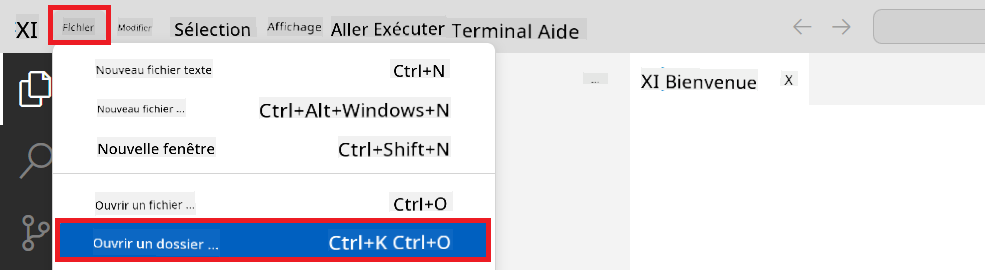 XI Fichier Modifier Sélection Affichage Aller Exécuter Terminal Aide
Nouveau fichier texte Ctrl+N
... XI Bienvenue X
Nouveau fichier ... Ctrl+Alt+Windows+N
Nouvelle fenêtre Ctrl+Shift+N
Ouvrir un fichier ... Ctrl+O
Ouvrir un dossier ... Ctrl+K Ctrl+O